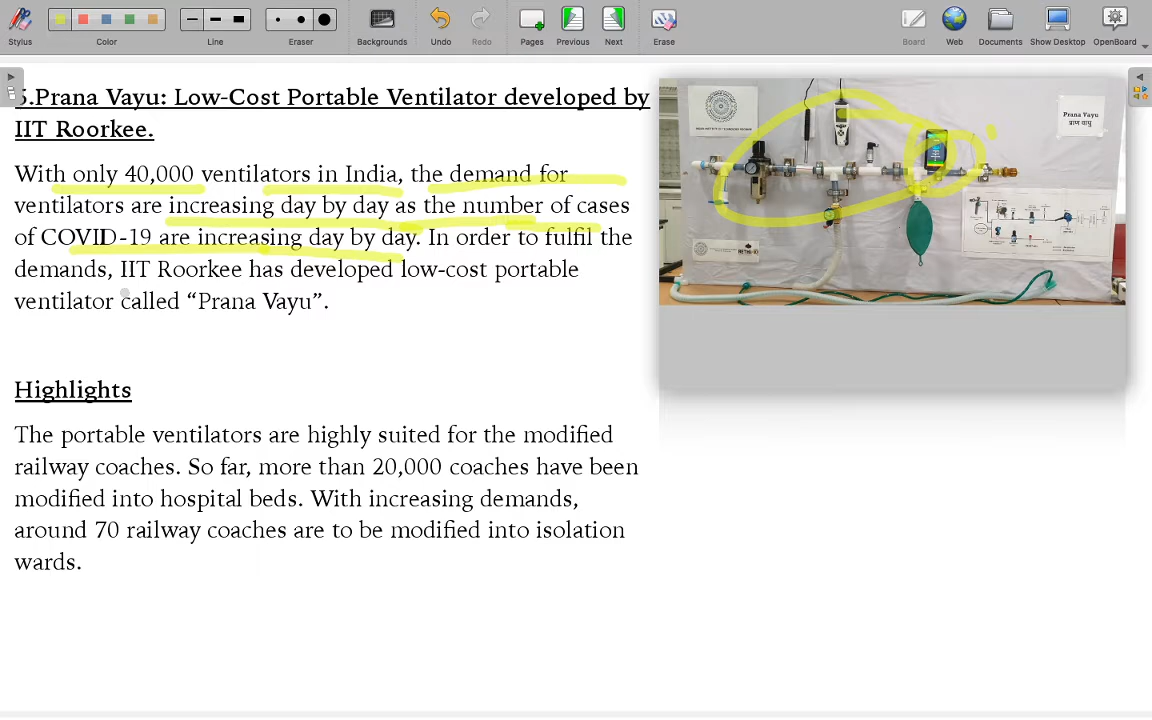 Stylus
Color
Line
Eraser
Backgrounds
Undo
Redo
Pages
Previous
Next
Erase
Board
Web
Documents
Show Desktop
OpenBoard
5.Prana Vayu: Low-Cost Portable Ventilator developed by
IIT Roorkee.
With only 40,000 ventilators in India, the demand for
ventilators are increasing day by day as the number of cases
of COVID-19 are increasing day by day. In order to fulfil the
demands, IIT Roorkee has developed low-cost portable
ventilator called “Prana Vayu”.
Highlights
The portable ventilators are highly suited for the modified
railway coaches. So far, more than 20,000 coaches have been
modified into hospital beds. With increasing demands,
around 70 railway coaches are to be modified into isolation
wards.
Prana Vayu
प्राण वायु